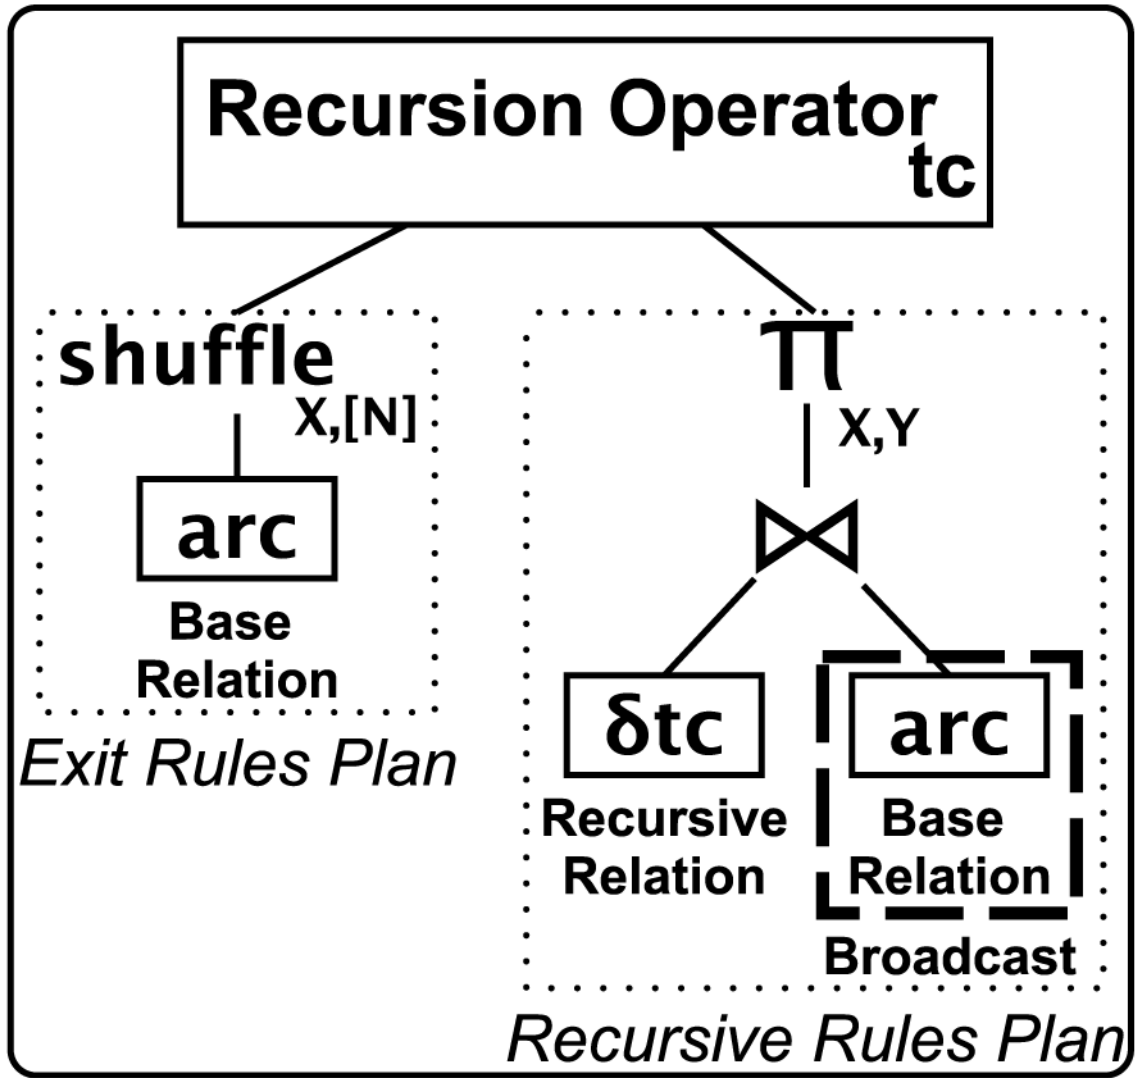 Recursion Operator
tc
shuffle
X,[N]
arc
Base
Relation
Exit Rules Plan
π
X,Y
⋈
δtc
Recursive
Relation
arc
Base
Relation
Broadcast
Recursive Rules Plan